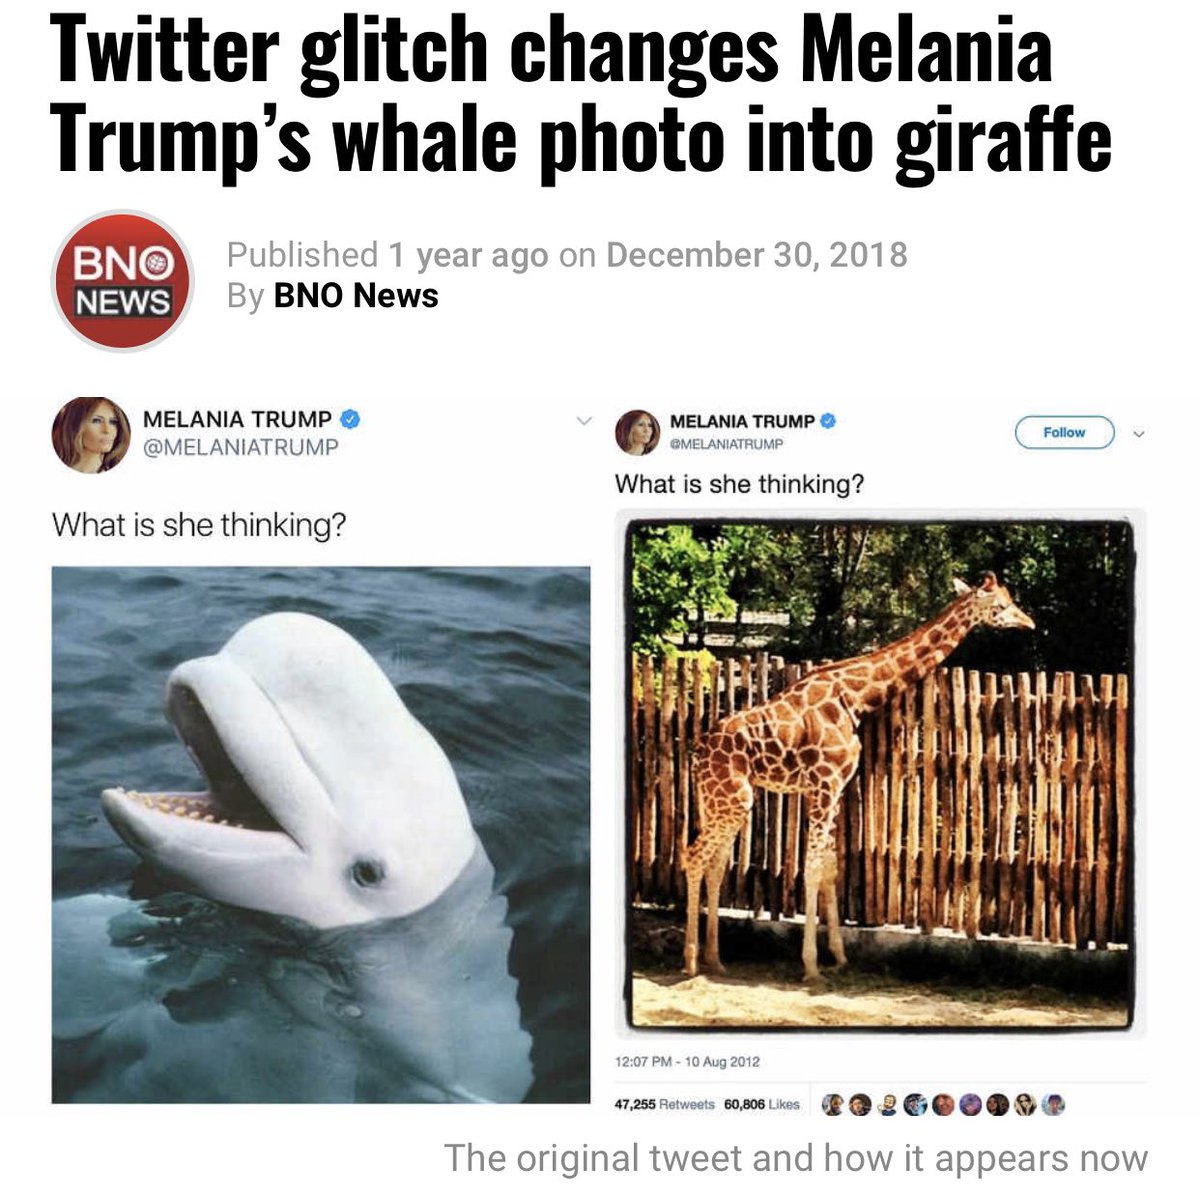 Twitter glitch changes Melania
Trump’s whale photo into giraffe
BNO
NEWS
Published 1 year ago on December 30, 2018
By BNO News
MELANIA TRUMP
@MELANIATRUMP
What is she thinking?
MELANIA TRUMP
@MELANIATRUMP
Follow
What is she thinking?
12:07 PM - 10 Aug 2012
47,255 Retweets 60,806 Likes
The original tweet and how it appears now